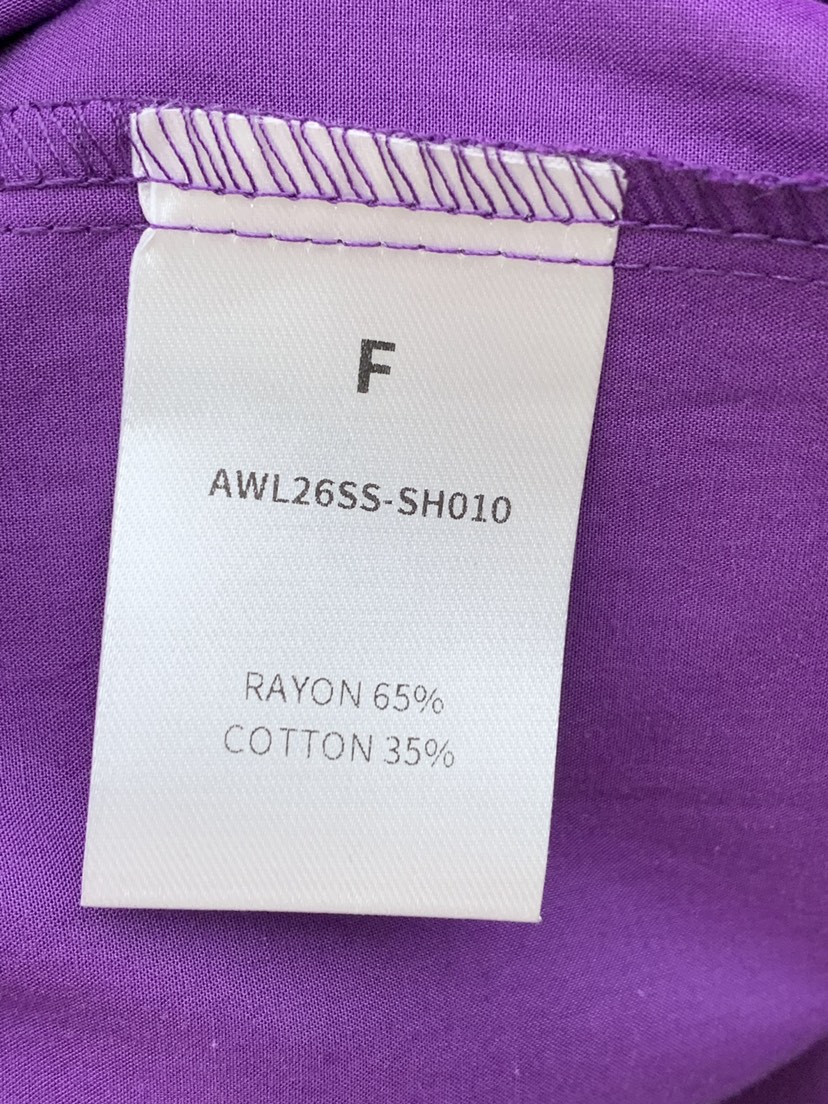 F
AWL26SS-SH010
RAYON 65%
COTTON 35%